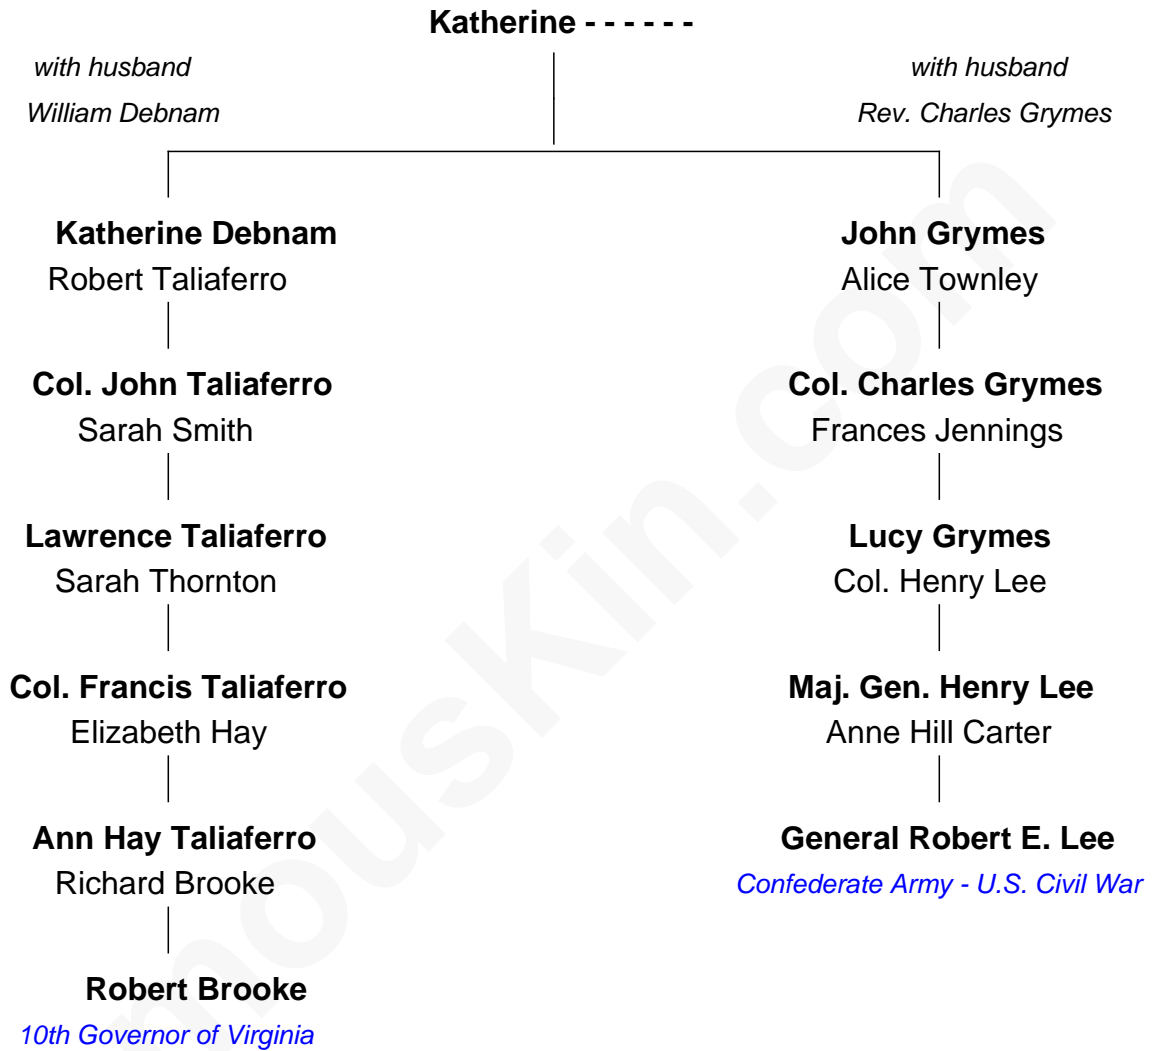 Katherine - - - - - -
with husband
William Debnam
with husband
Rev. Charles Grymes
Katherine Debnam
Robert Taliaferro
John Grymes
Alice Townley
Col. John Taliaferro
Sarah Smith
Col. Charles Grymes
Frances Jennings
Lawrence Taliaferro
Sarah Thornton
Lucy Grymes
Col. Henry Lee
Col. Francis Taliaferro
Elizabeth Hay
Maj. Gen. Henry Lee
Anne Hill Carter
Ann Hay Taliaferro
Richard Brooke
General Robert E. Lee
Confederate Army - U.S. Civil War
Robert Brooke
10th Governor of Virginia
mousKin.com